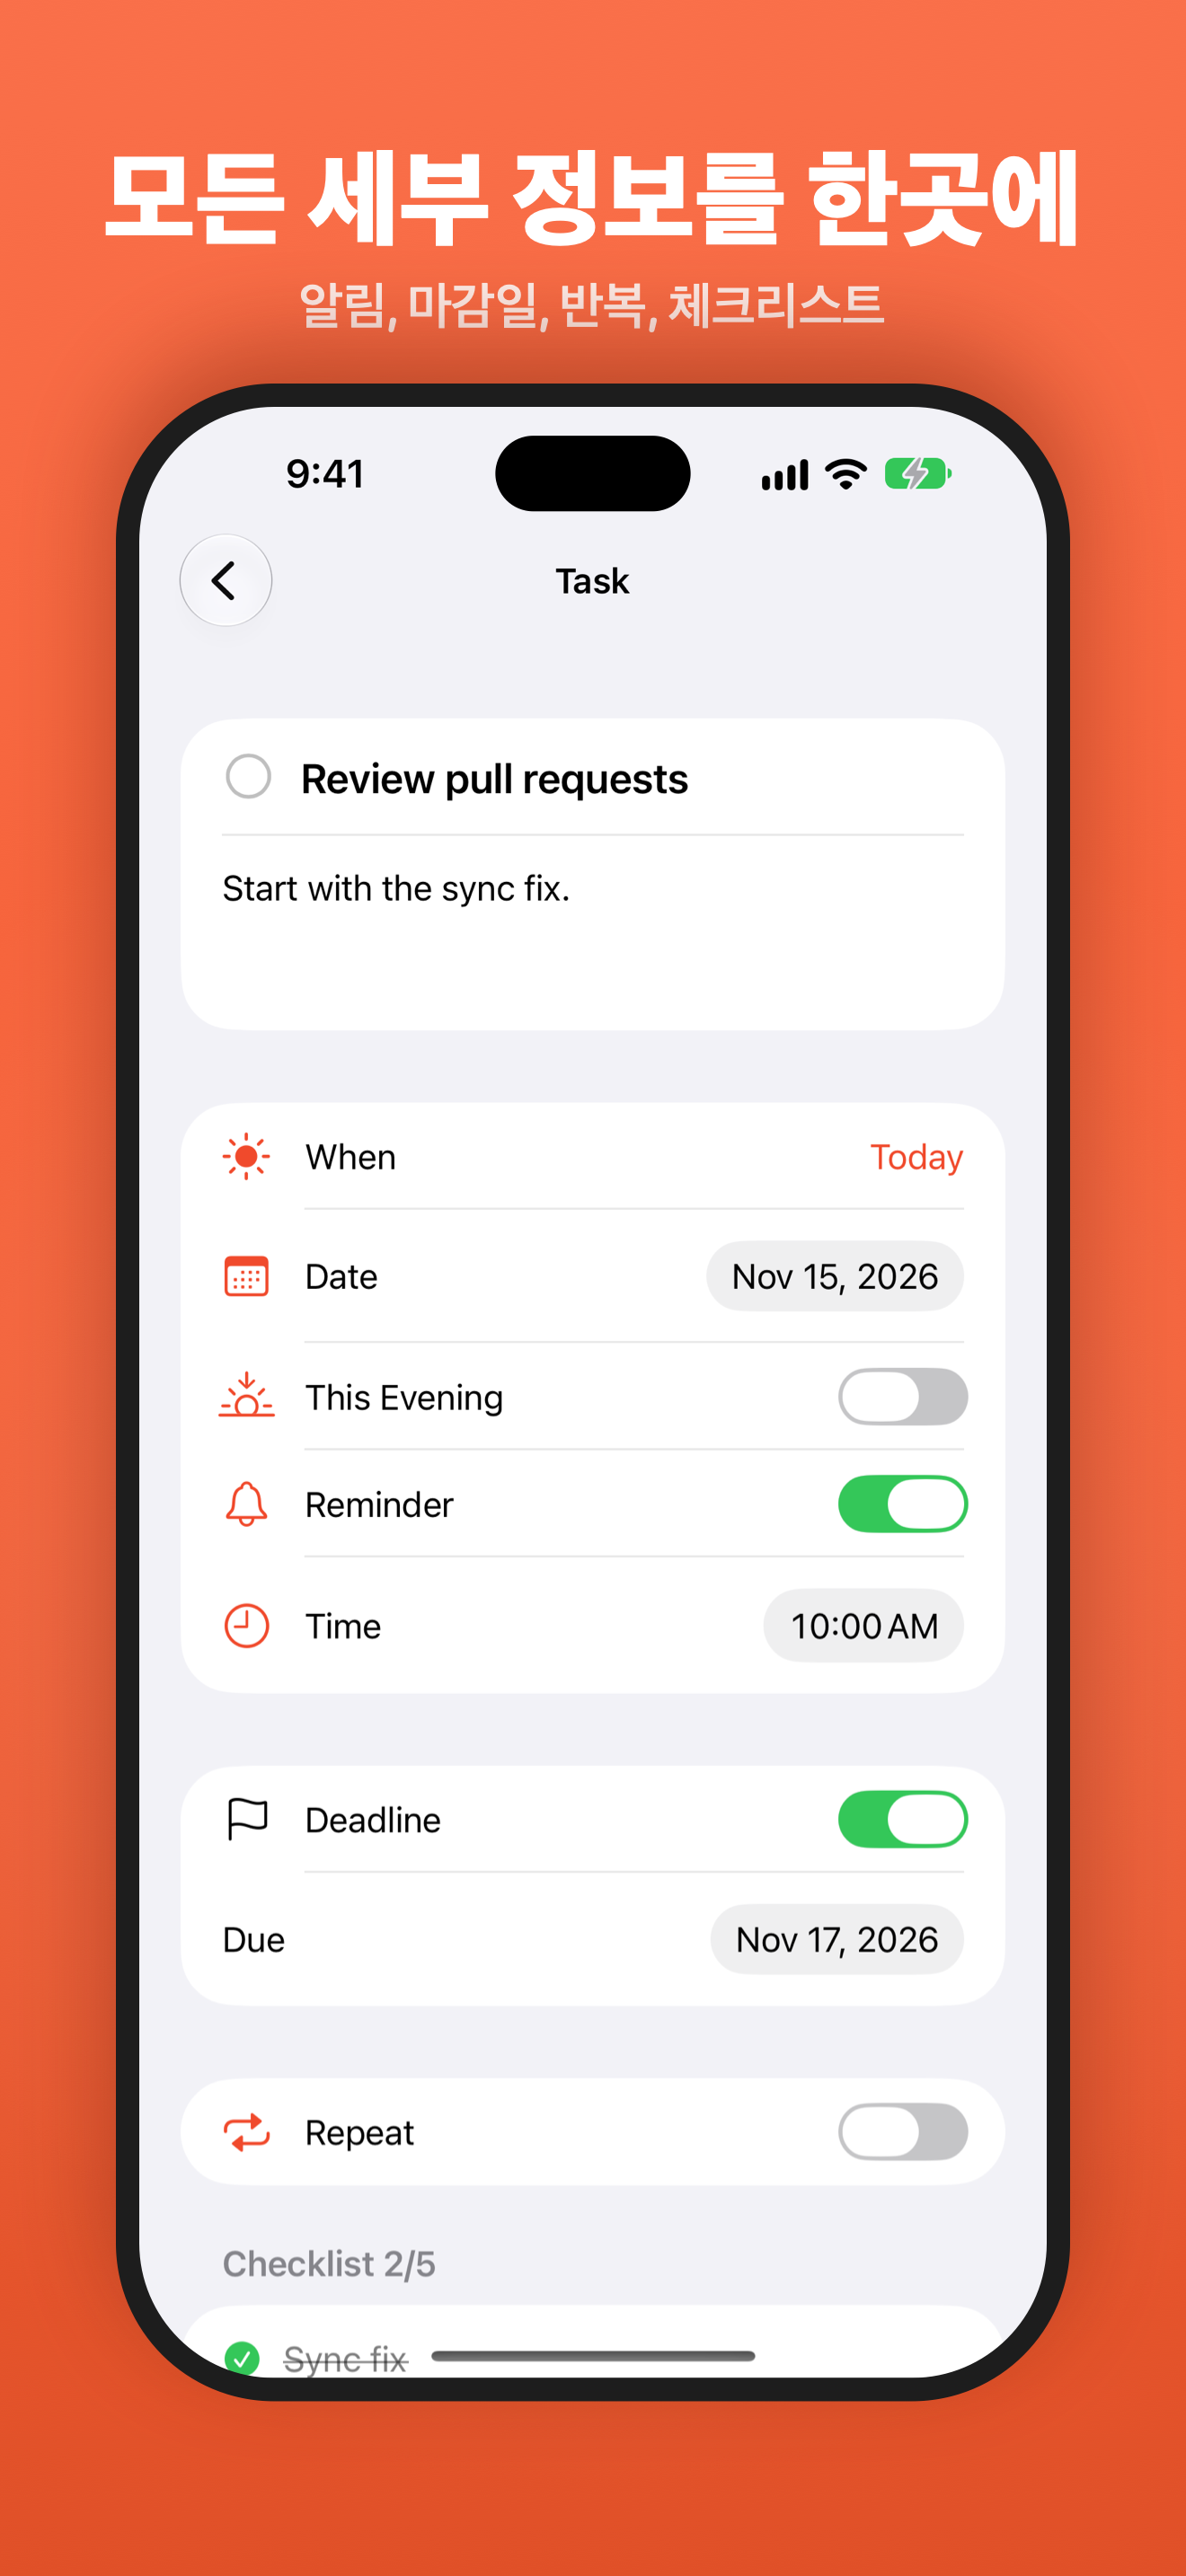 모든 세부 정보를 한곳에
알림, 마감일, 반복, 체크리스트
9:41
Task
Review pull requests
Start with the sync fix.
When Today
Date Nov 15, 2026
This Evening
Reminder
Time 10:00 AM
Deadline
Due Nov 17, 2026
Repeat
Checklist 2/5
Sync fix